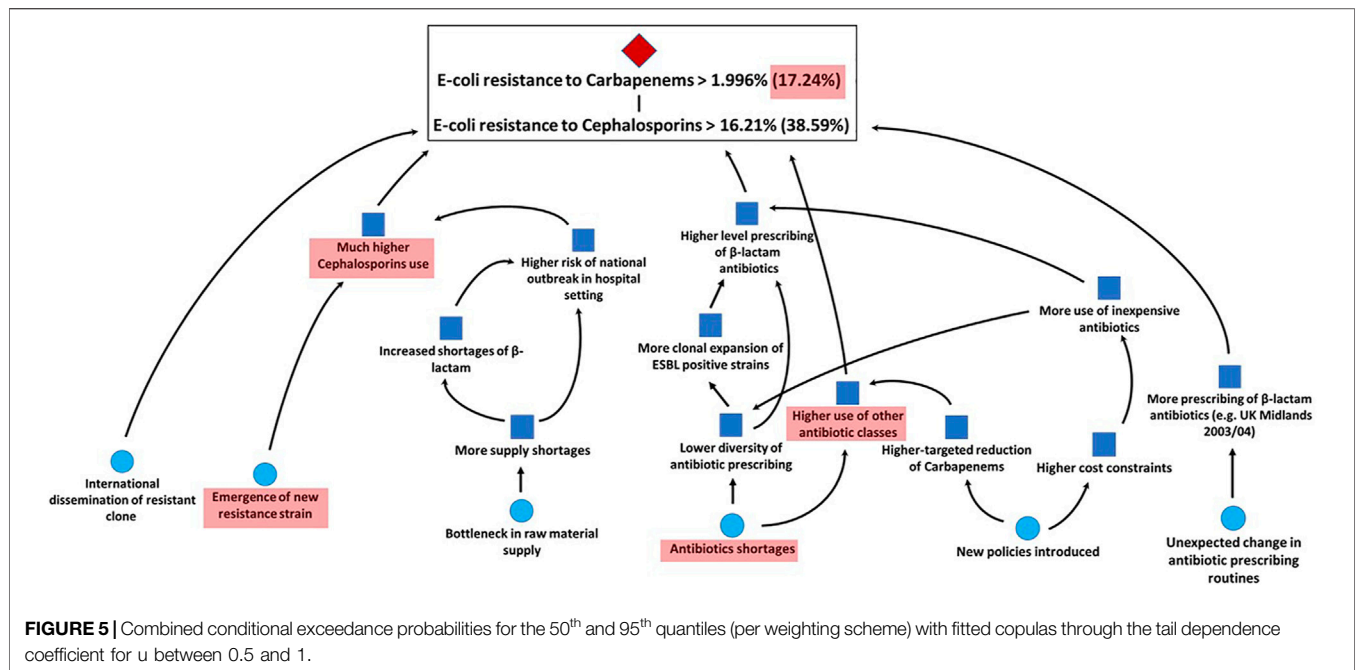 E-coli resistance to Carbapenems > 1.996% (17.24%)
E-coli resistance to Cephalosporins > 16.21% (38.59%)
Much higher
Cephalosporins use
Higher risk of national
outbreak in hospital
setting
Higher level prescribing
of β-lactam
antibiotics
More use of inexpensive
antibiotics
Increased shortages of β-
lactam
More clonal expansion of
ESBL positive strains
More prescribing of β-lactam
antibiotics (e.g. UK Midlands
2003/04)
Higher use of other
antibiotic classes
More supply shortages
Lower diversity of
antibiotic prescribing
Higher-targeted reduction
of Carbapenems
Higher cost constraints
International
dissemination of resistant
clone
Emergence of new
resistance strain
Bottleneck in raw material
supply
Antibiotics shortages
New policies introduced
Unexpected change in
antibiotic prescribing
routines
FIGURE 5 | Combined conditional exceedance probabilities for the 50th and 95th quantiles (per weighting scheme) with fitted copulas through the tail dependence
coefficient for u between 0.5 and 1.